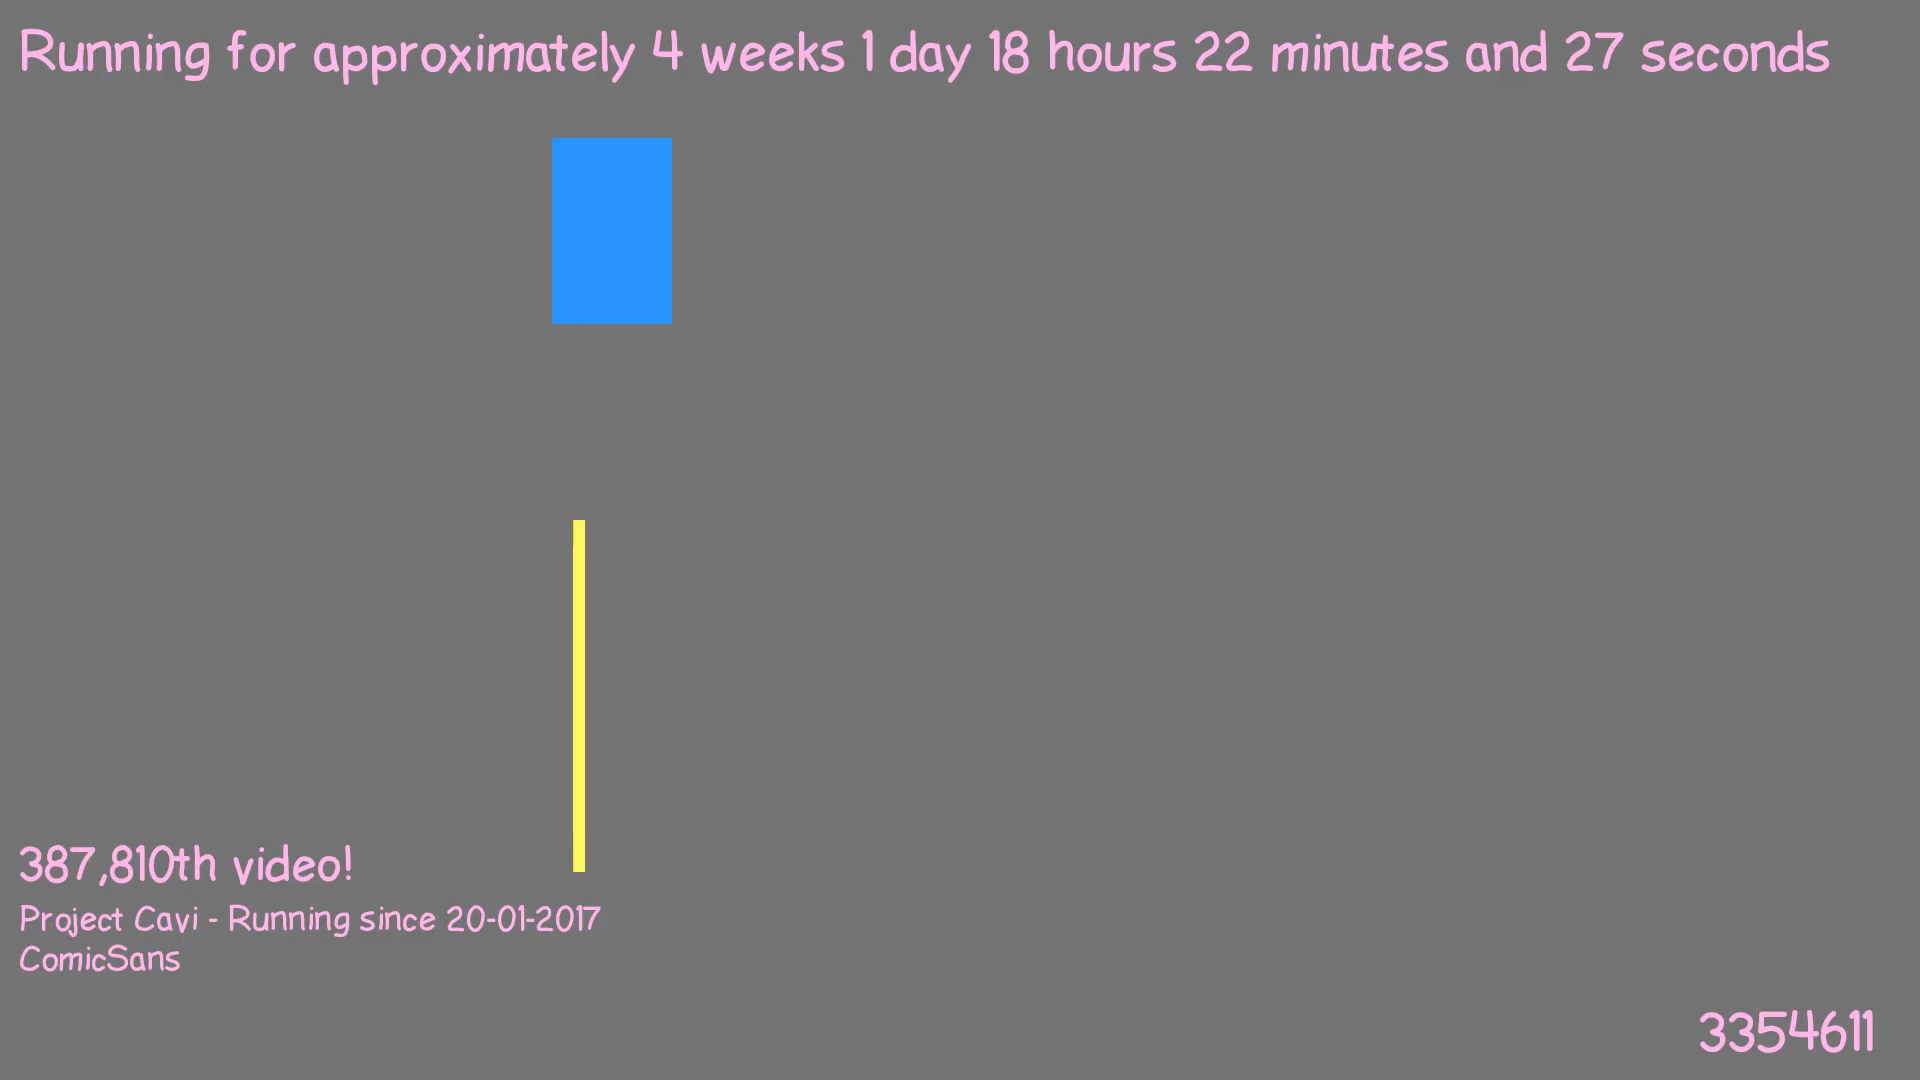 Running for approximately 4 weeks 1 day 18 hours 22 minutes and 27 seconds
387,810th video!
Project Cavi - Running since 20-01-2017
ComicSans
3354611